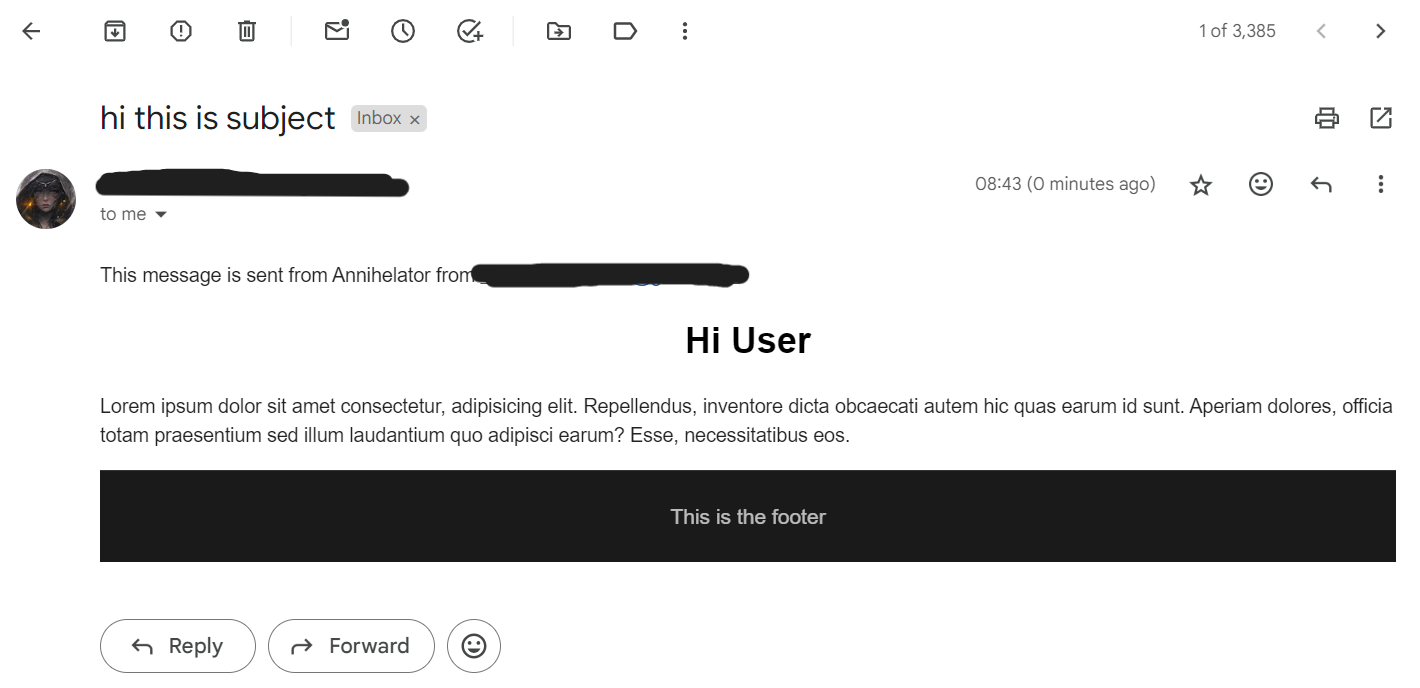 1 of 3,385
hi this is subject Inbox ×
08:43 (0 minutes ago)
to me
This message is sent from Annihelator from
Hi User
Lorem ipsum dolor sit amet consectetur, adipisicing elit. Repellendus, inventore dicta obcaecati autem hic quas earum id sunt. Aperiam dolores, officia
totam praesentium sed illum laudantium quo adipisci earum? Esse, necessitatibus eos.
This is the footer
Reply Forward